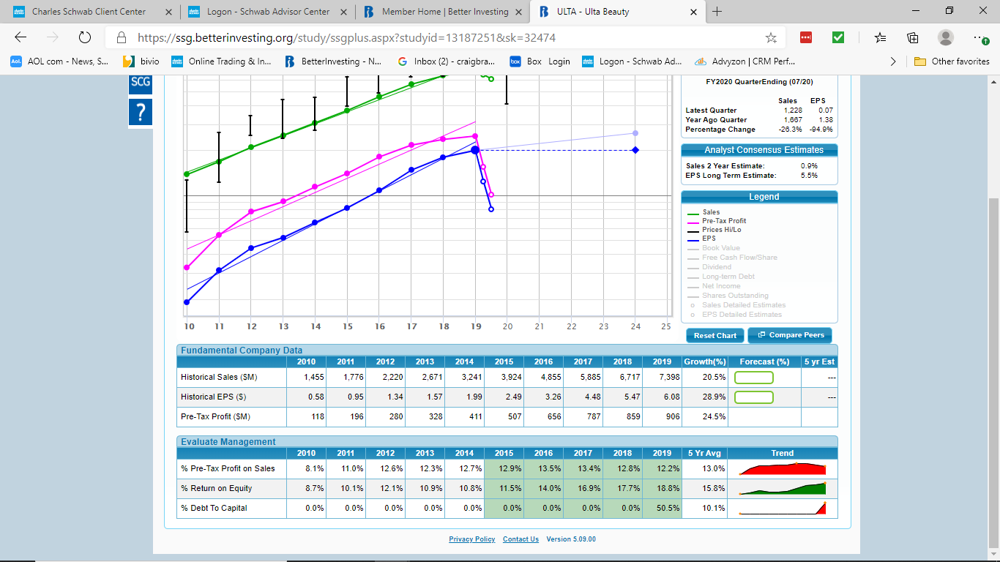 Charles Schwab Client Center
Logon - Schwab Advisor Center
Member Home | Better Investing
ULTA - Ulta Beauty
https://ssg.betterinvesting.org/study/ssgplus.aspx?studyid=13187251&sk=32474
Aol. AOL com - News, S...
bivio
Online Trading & In...
BetterInvesting - N...
Inbox (2) - craigbra...
box Box Login
Logon - Schwab Ad...
Advyzon | CRM Perf...
Other favorites
SCG
?
FY2020 QuarterEnding (07/20)
Sales EPS
Latest Quarter 1,228 0.07
Year Ago Quarter 1,667 1.38
Percentage Change -26.3% -94.9%
Analyst Consensus Estimates
Sales 2 Year Estimate: 0.9%
EPS Long Term Estimate: 5.5%
Legend
Sales
Pre-Tax Profit
Prices Hi/Lo
EPS
Book Value
Free Cash Flow/Share
Dividend
Long-term Debt
Net Income
Shares Outstanding
Sales Detailed Estimates
EPS Detailed Estimates
10 11 12 13 14 15 16 17 18 19 20 21 22 23 24 25
Reset Chart Compare Peers
Fundamental Company Data
2010 2011 2012 2013 2014 2015 2016 2017 2018 2019 Growth(%) Forecast (%) 5 yr Est
Historical Sales ($M) 1,455 1,776 2,220 2,671 3,241 3,924 4,855 5,885 6,717 7,398 20.5% ---
Historical EPS ($) 0.58 0.95 1.34 1.57 1.99 2.49 3.26 4.48 5.47 6.08 28.9% ---
Pre-Tax Profit ($M) 118 196 280 328 411 507 656 787 859 906 24.5%
Evaluate Management
2010 2011 2012 2013 2014 2015 2016 2017 2018 2019 5 Yr Avg Trend
% Pre-Tax Profit on Sales 8.1% 11.0% 12.6% 12.3% 12.7% 12.9% 13.5% 13.4% 12.8% 12.2% 13.0%
% Return on Equity 8.7% 10.1% 12.1% 10.9% 10.8% 11.5% 14.0% 16.9% 17.7% 18.8% 15.8%
% Debt To Capital 0.0% 0.0% 0.0% 0.0% 0.0% 0.0% 0.0% 0.0% 0.0% 50.5% 10.1%
Privacy Policy Contact Us Version 5.09.00